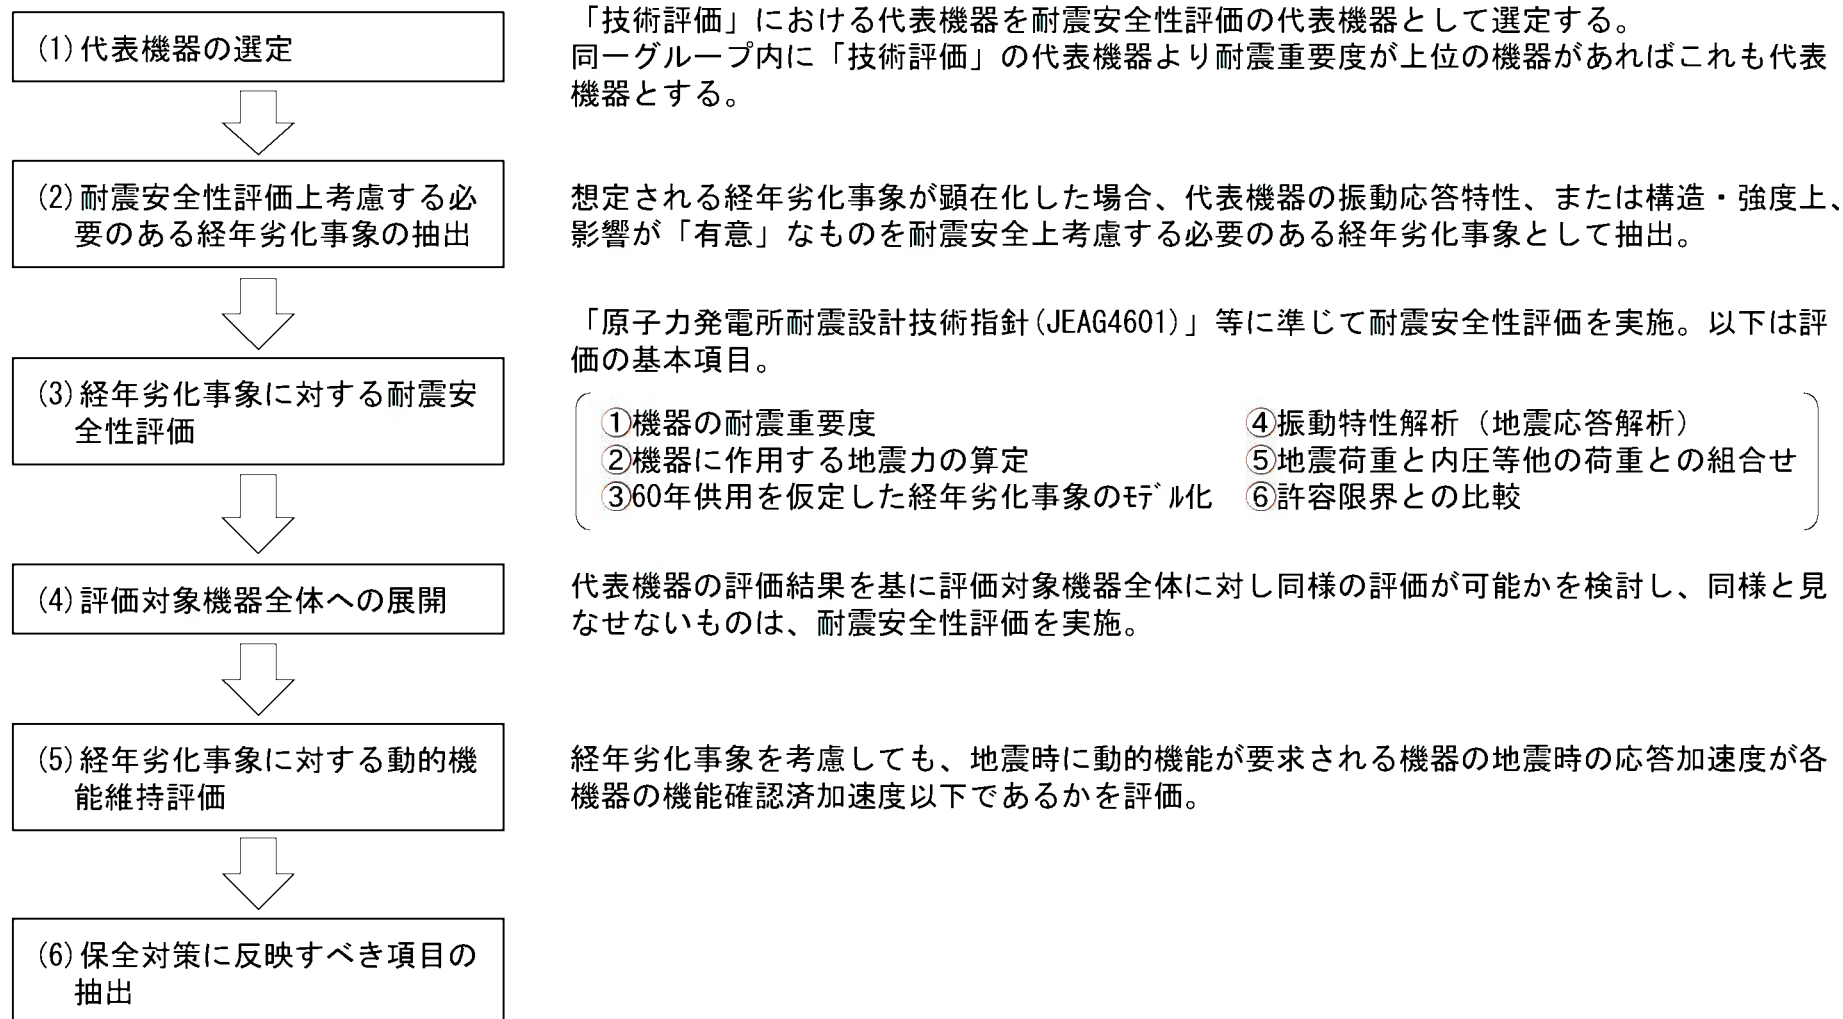 (1)代表機器の選定
「技術評価」における代表機器を耐震安全性評価の代表機器として選定する。
同一グループ内に「技術評価」の代表機器より耐震重要度が上位の機器があればこれも代表
機器とする。
(2)耐震安全性評価上考慮する必
要のある経年劣化事象の抽出
想定される経年劣化事象が顕在化した場合、代表機器の振動応答特性、または構造・強度上、
影響が「有意」なものを耐震安全上考慮する必要のある経年劣化事象として抽出。
(3)経年劣化事象に対する耐震安
全性評価
「原子力発電所耐震設計技術指針(JEAG4601)」等に準じて耐震安全性評価を実施。以下は評
価の基本項目。
①機器の耐震重要度
②機器に作用する地震力の算定
③60年供用を仮定した経年劣化事象のﾓﾃﾞﾙ化
④振動特性解析（地震応答解析）
⑤地震荷重と内圧等他の荷重との組合せ
⑥許容限界との比較
(4)評価対象機器全体への展開
代表機器の評価結果を基に評価対象機器全体に対し同様の評価が可能かを検討し、同様と見
なせないものは、耐震安全性評価を実施。
(5)経年劣化事象に対する動的機
能維持評価
経年劣化事象を考慮しても、地震時に動的機能が要求される機器の地震時の応答加速度が各
機器の機能確認済加速度以下であるかを評価。
(6)保全対策に反映すべき項目の
抽出